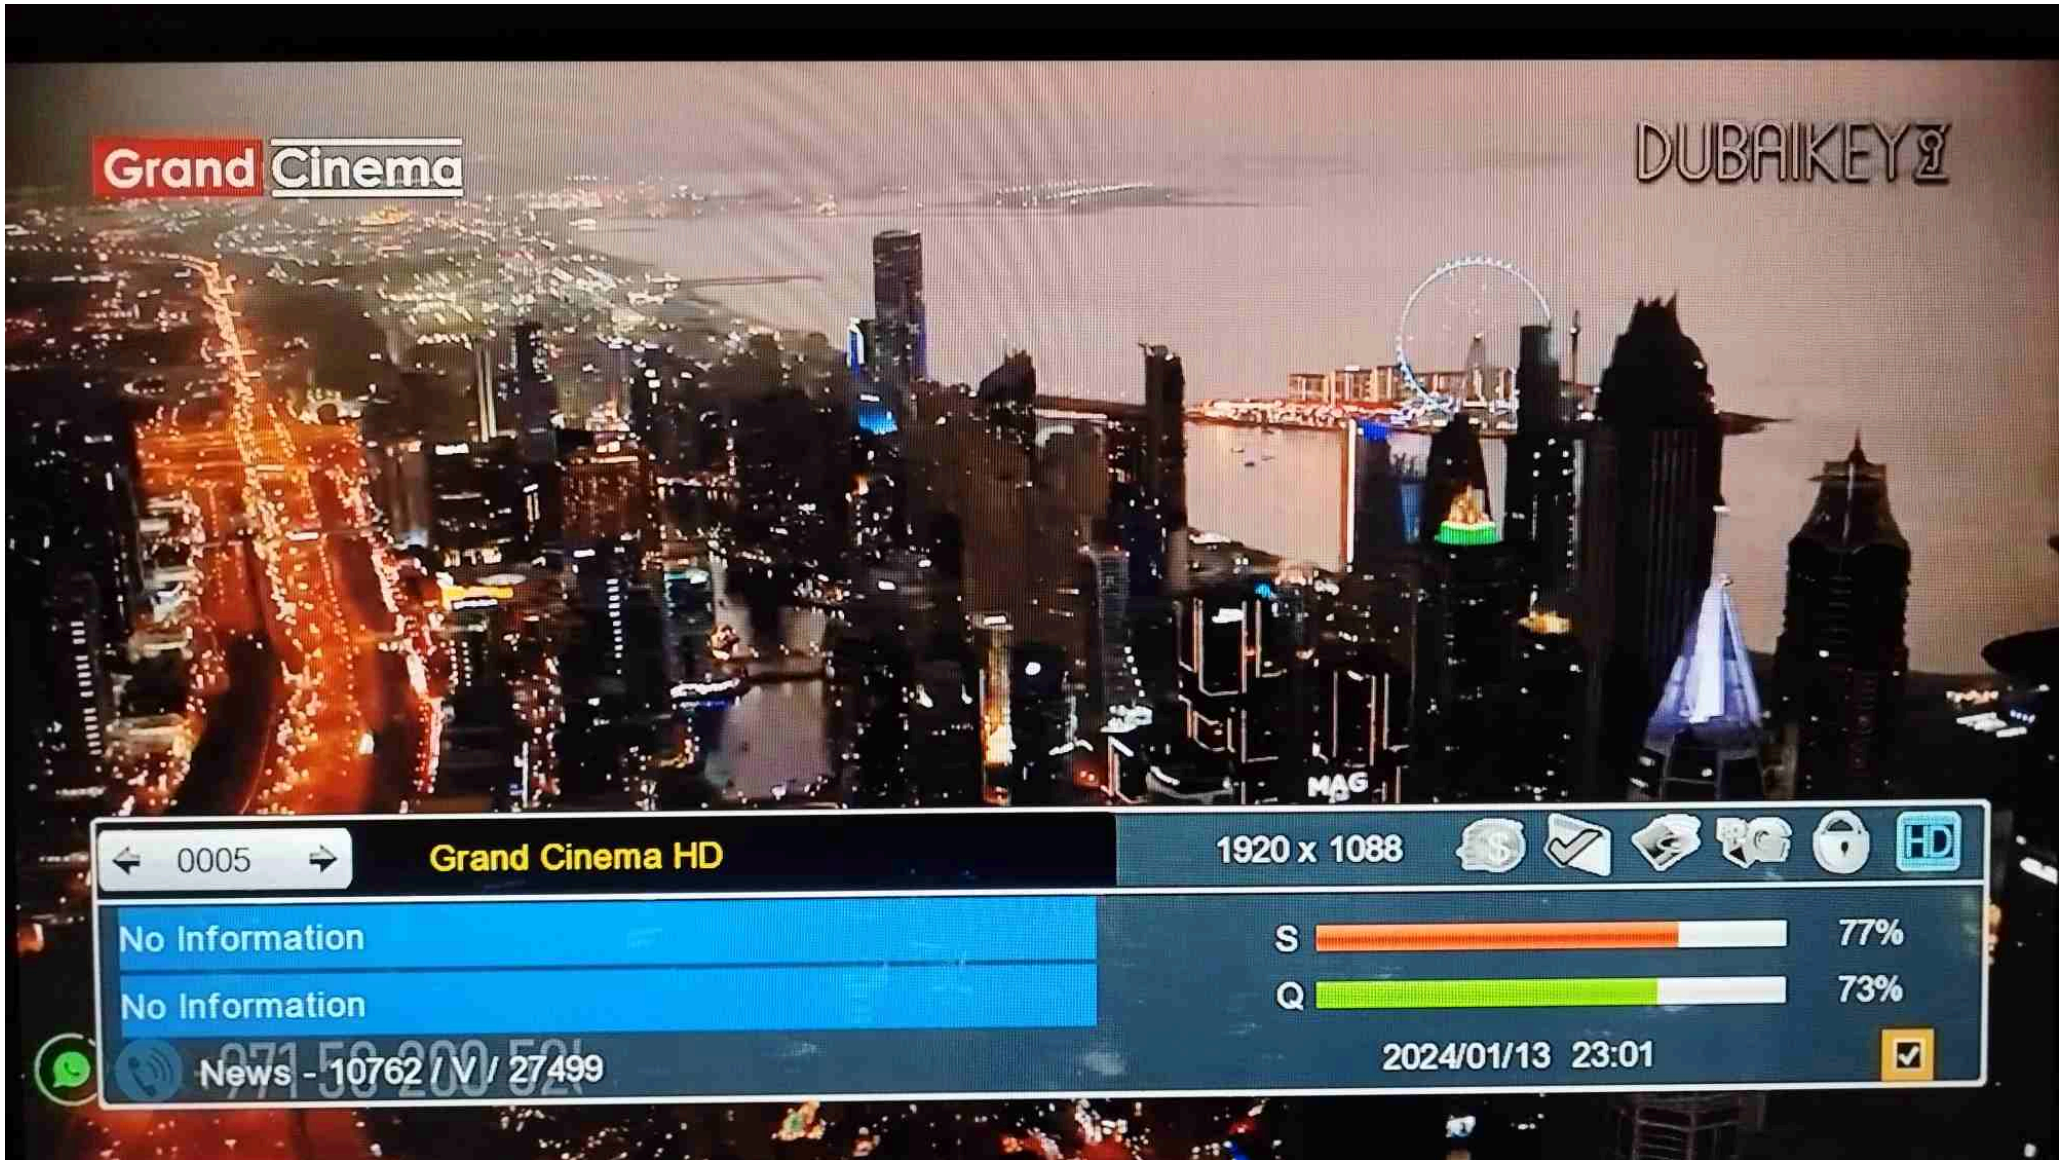 Grand Cinema
DUBAIKEYZ
MAG
0005
Grand Cinema HD
1920 x 1088
HD
No Information
S
77%
No Information
Q
73%
News - 10762 / V / 27499
2024/01/13 23:01